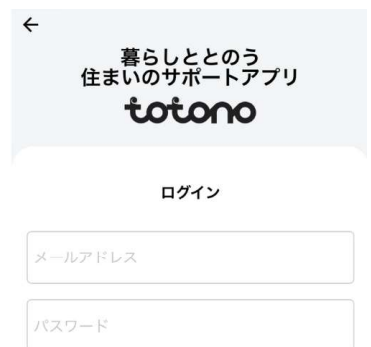 暮らしととのう
住まいのサポートアプリ
totono
ログイン
メールアドレス
パスワード